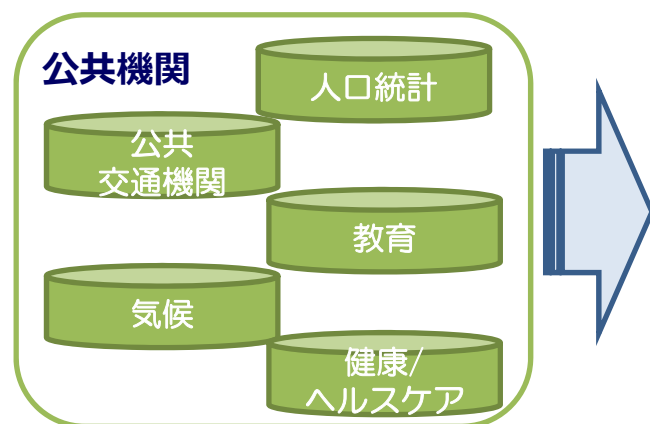 公共機関
人口統計
公共
交通機関
教育
気候
健康/
ヘルスケア